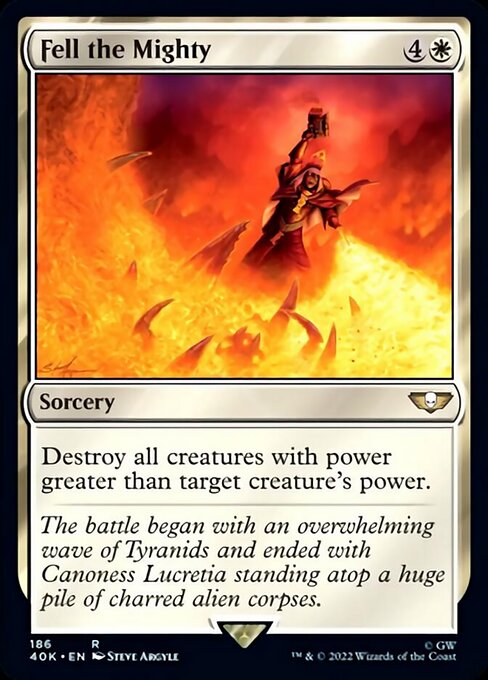 Fell the Mighty 4
Sorcery
Destroy all creatures with power
greater than target creature's power.
The battle began with an overwhelming
wave of Tyranids and ended with
Canoness Lucretia standing atop a huge
pile of charred alien corpses.
186 R
40K • EN Steve Argyle
© GW
™ & © 2022 Wizards of the Coast